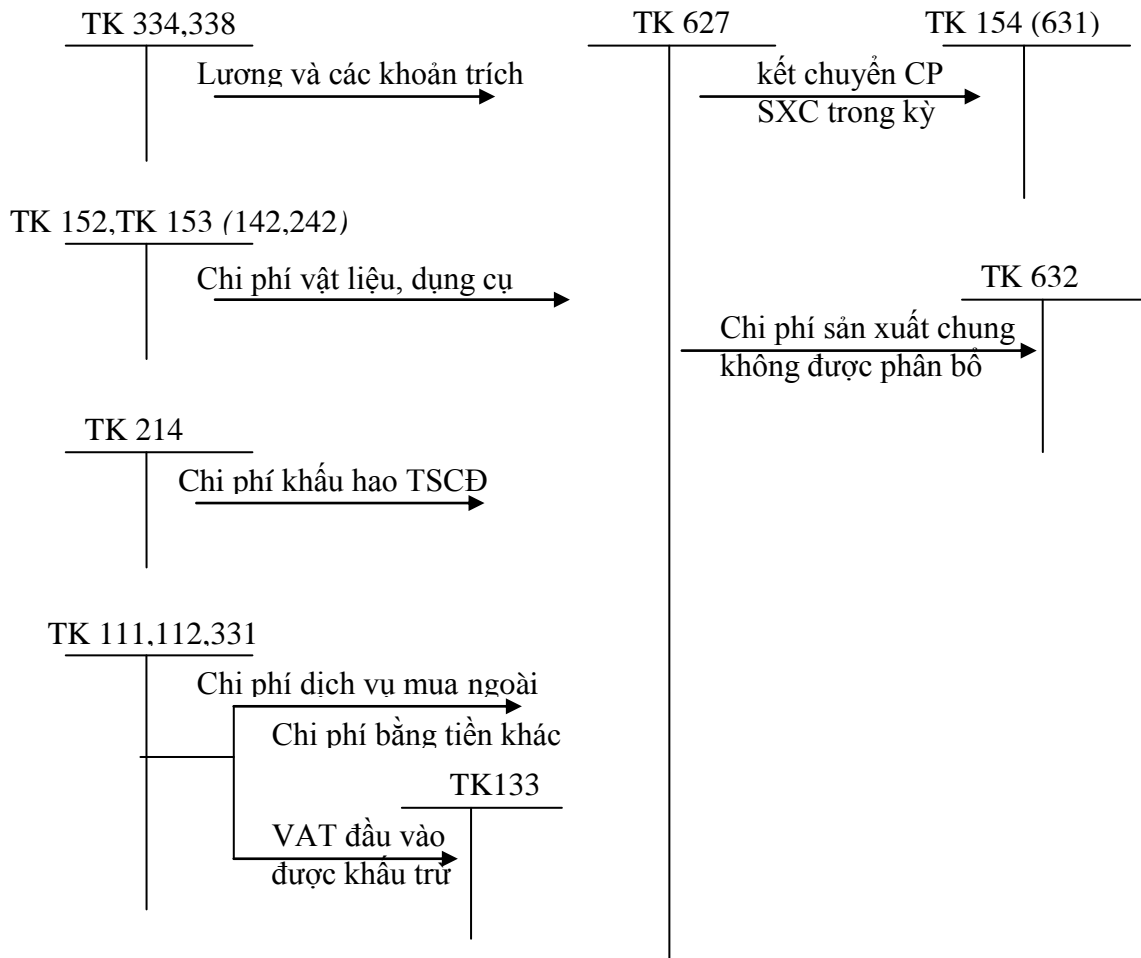 TK 334,338
TK 627
TK 154 (631)
Lương và các khoản trích
kết chuyển CP
SXC trong kỳ
TK 152,TK 153 (142,242)
Chi phí vật liệu, dụng cụ
TK 632
Chi phí sản xuất chung
không được phân bổ
TK 214
Chi phí khấu hao TSCĐ
TK 111,112,331
Chi phí dịch vụ mua ngoài
Chi phí bằng tiền khác
TK133
VAT đầu vào
được khấu trừ